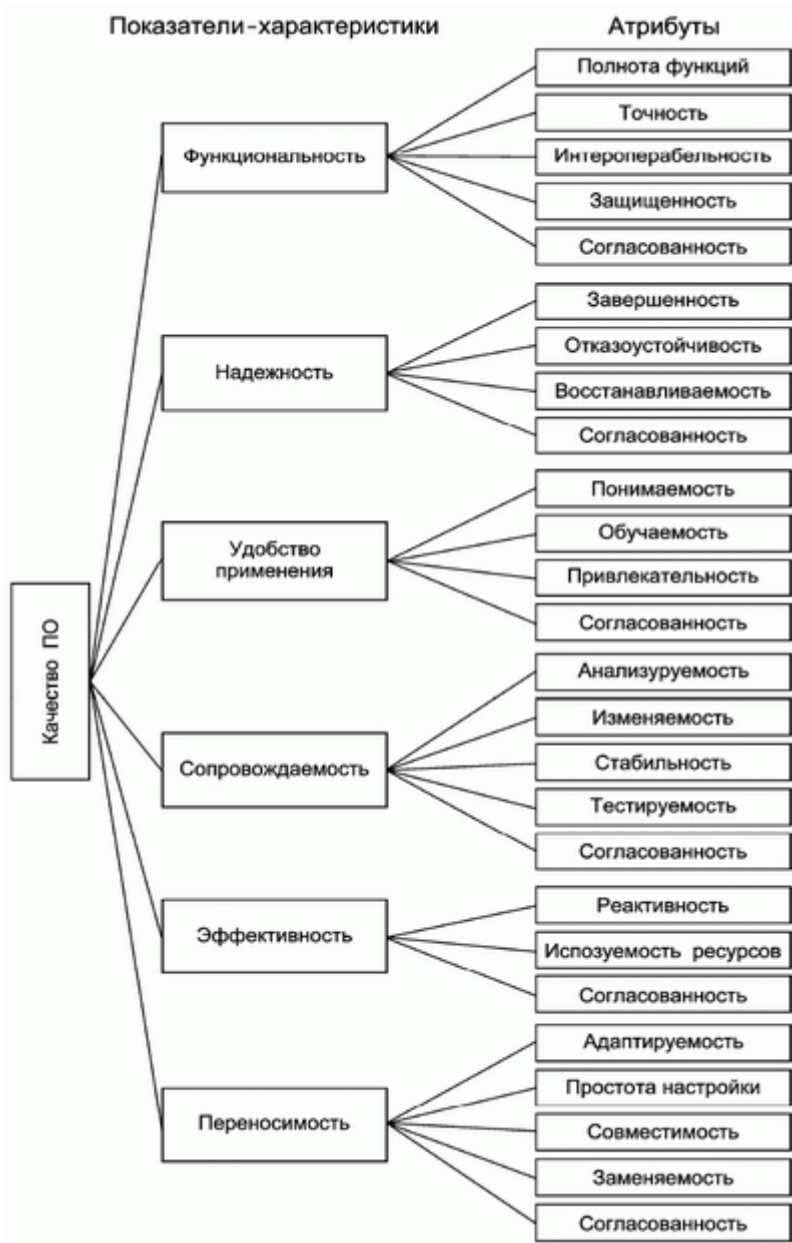 Показатели-характеристики
Атрибуты
Качество ПО
Функциональность
Полнота функций
Точность
Интероперабельность
Защищенность
Согласованность
Надежность
Завершенность
Отказоустойчивость
Восстанавливаемость
Согласованность
Удобство
применения
Понимаемость
Обучаемость
Привлекательность
Согласованность
Сопровождаемость
Анализуруемость
Изменяемость
Стабильность
Тестируемость
Согласованность
Эффективность
Реактивность
Испозуемость ресурсов
Согласованность
Переносимость
Адаптируемость
Простота настройки
Совместимость
Заменяемость
Согласованность